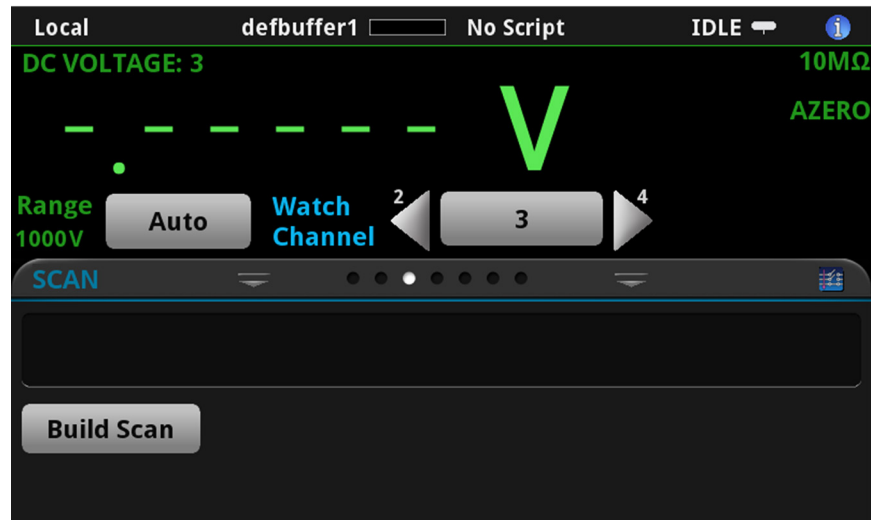 Local defbuffer1 No Script IDLE i
DC VOLTAGE: 3 10MΩ
AZERO
- . - - - - - V
Range Auto Watch 2 3 4
1000V Channel
SCAN
Build Scan